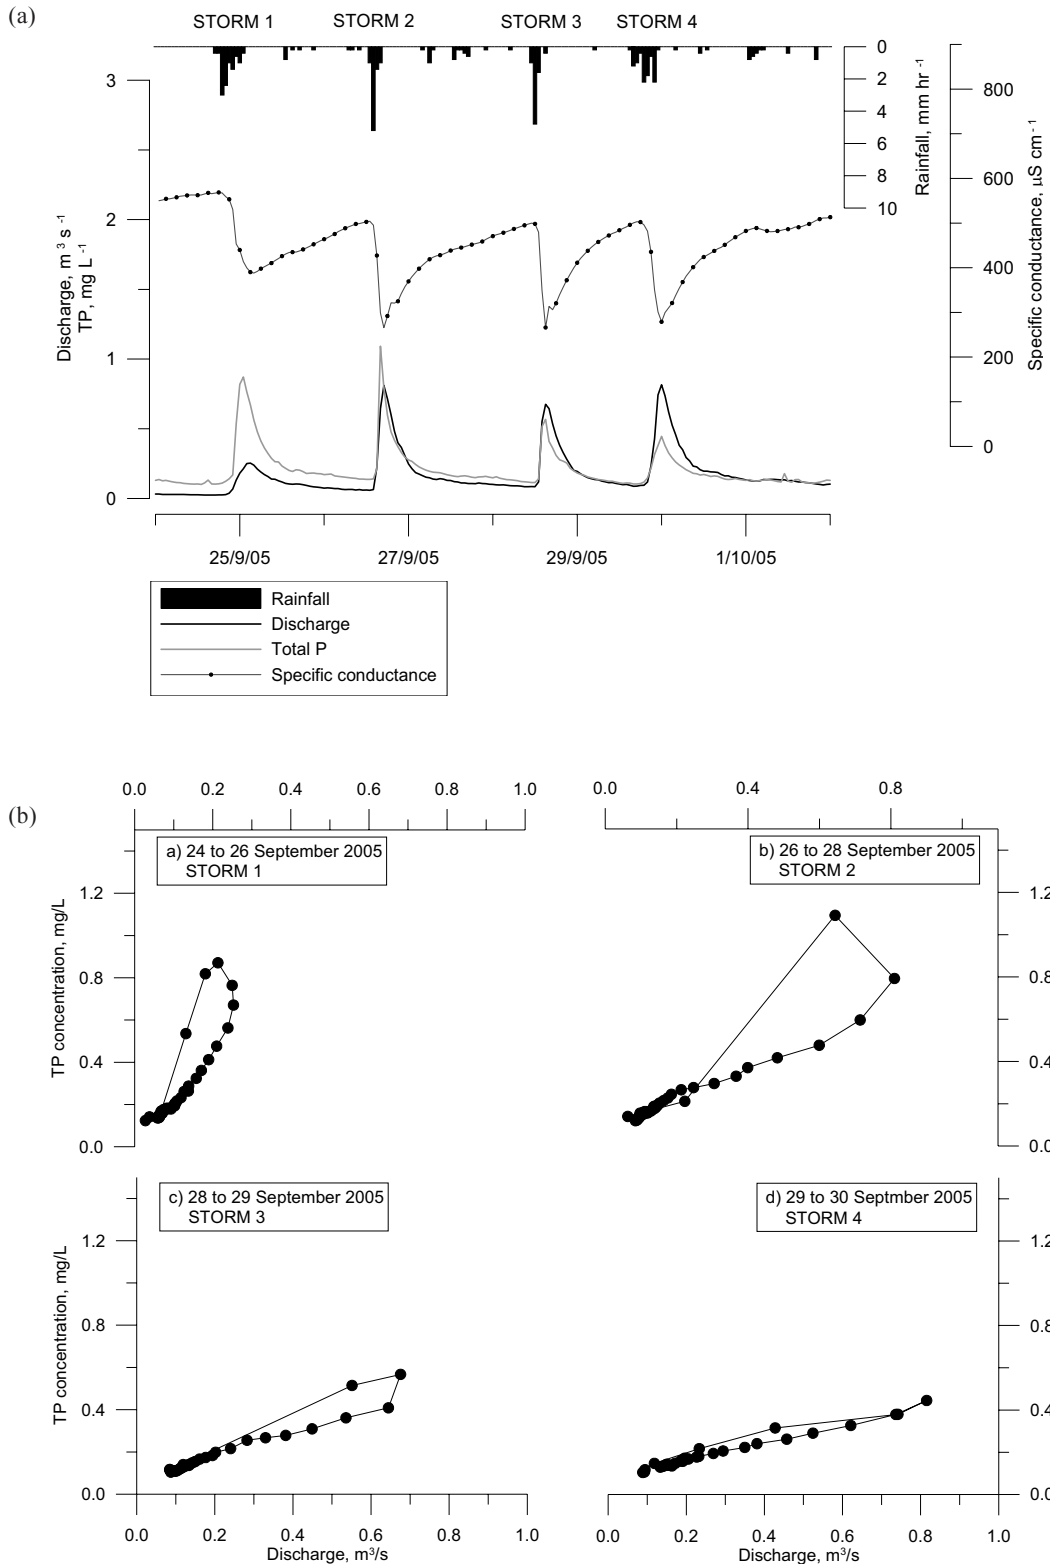 (a)
STORM 1 STORM 2 STORM 3 STORM 4
3
2
1
0
Discharge, m³ s⁻¹
TP, mg L⁻¹
0
2
4
6
8
10
Rainfall, mm hr⁻¹
800
600
400
200
0
Specific conductance, µS cm⁻¹
25/9/05 27/9/05 29/9/05 1/10/05
Rainfall
Discharge
Total P
Specific conductance
(b)
0.0 0.2 0.4 0.6 0.8 1.0
0.0 0.4 0.8
a) 24 to 26 September 2005
STORM 1
b) 26 to 28 September 2005
STORM 2
TP concentration, mg/L
1.2
0.8
0.4
0.0
1.2
0.8
0.4
0.0
c) 28 to 29 September 2005
STORM 3
d) 29 to 30 Septmber 2005
STORM 4
TP concentration, mg/L
1.2
0.8
0.4
0.0
1.2
0.8
0.4
0.0
0.0 0.2 0.4 0.6 0.8 1.0
Discharge, m³/s
0.0 0.2 0.4 0.6 0.8 1.0
Discharge, m³/s